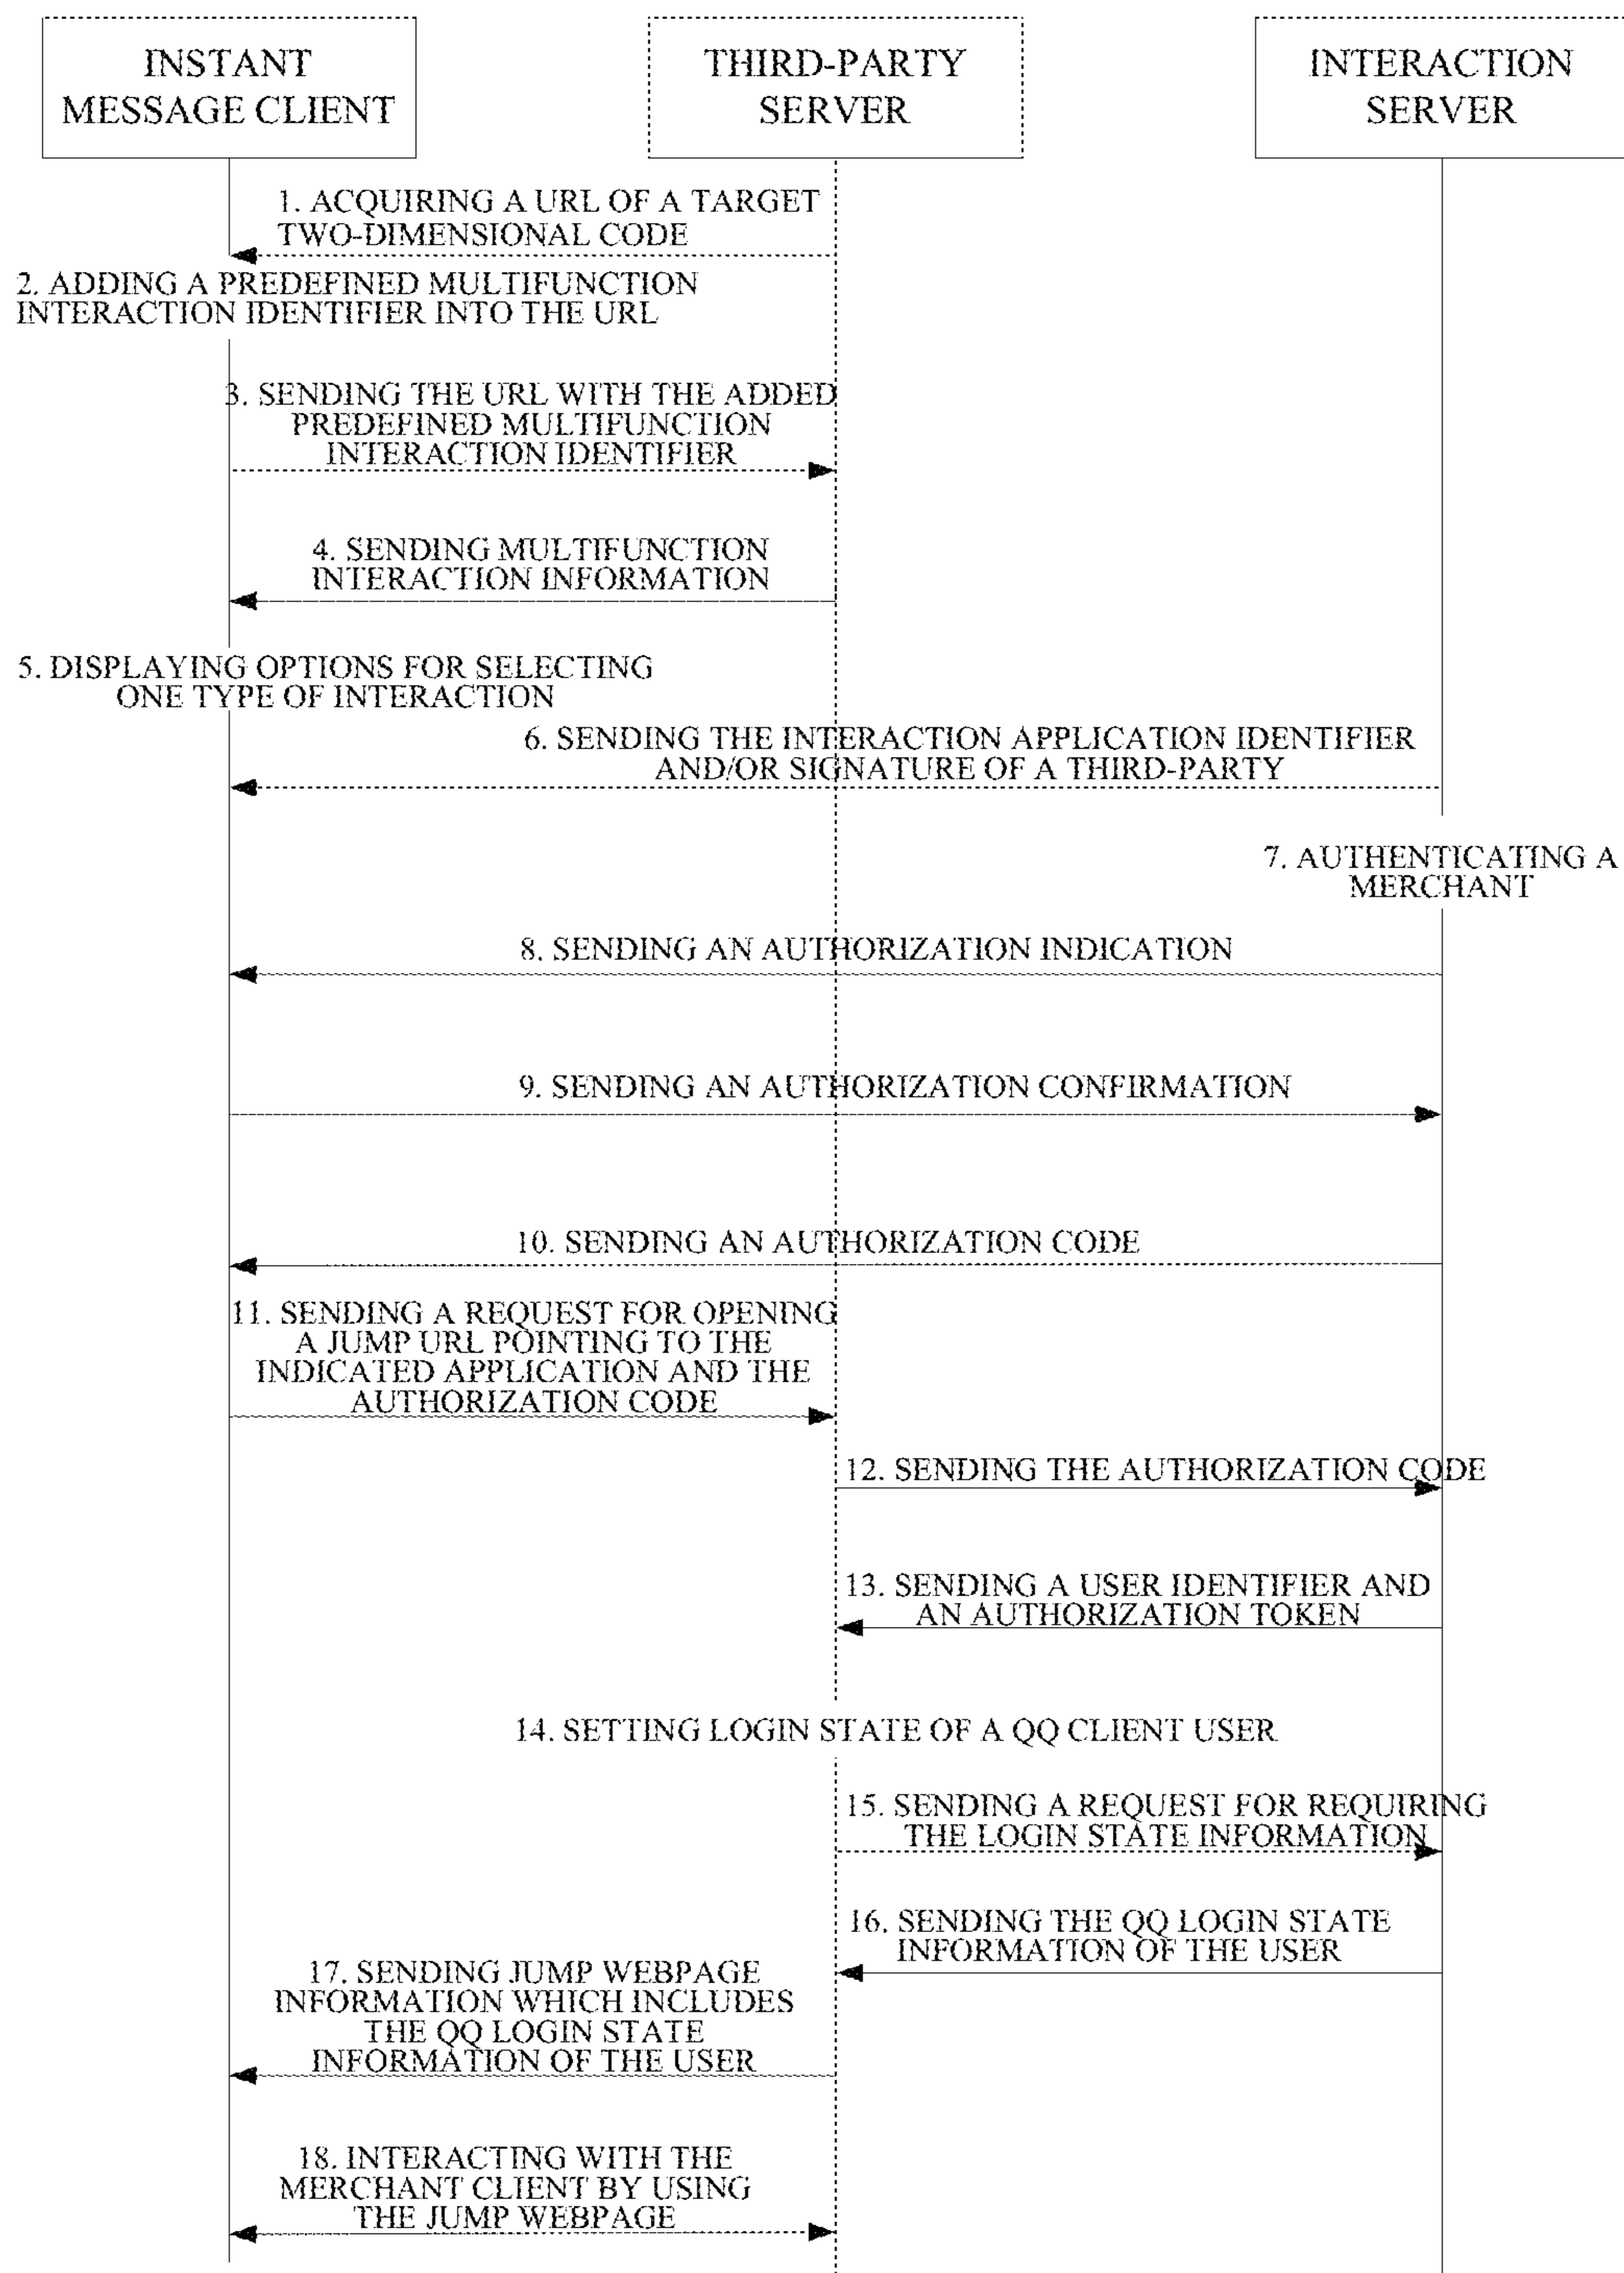 INSTANT
MESSAGE CLIENT
THIRD-PARTY
SERVER
INTERACTION
SERVER
1. ACQUIRING A URL OF A TARGET
TWO-DIMENSIONAL CODE
2. ADDING A PREDEFINED MULTIFUNCTION
INTERACTION IDENTIFIER INTO THE URL
3. SENDING THE URL WITH THE ADDED
PREDEFINED MULTIFUNCTION
INTERACTION IDENTIFIER
4. SENDING MULTIFUNCTION
INTERACTION INFORMATION
5. DISPLAYING OPTIONS FOR SELECTING
ONE TYPE OF INTERACTION
6. SENDING THE INTERACTION APPLICATION IDENTIFIER
AND/OR SIGNATURE OF A THIRD-PARTY
7. AUTHENTICATING A
MERCHANT
8. SENDING AN AUTHORIZATION INDICATION
9. SENDING AN AUTHORIZATION CONFIRMATION
10. SENDING AN AUTHORIZATION CODE
11. SENDING A REQUEST FOR OPENING
A JUMP URL POINTING TO THE
INDICATED APPLICATION AND THE
AUTHORIZATION CODE
12. SENDING THE AUTHORIZATION CODE
13. SENDING A USER IDENTIFIER AND
AN AUTHORIZATION TOKEN
14. SETTING LOGIN STATE OF A QQ CLIENT USER
15. SENDING A REQUEST FOR REQUIRING
THE LOGIN STATE INFORMATION
16. SENDING THE QQ LOGIN STATE
INFORMATION OF THE USER
17. SENDING JUMP WEBPAGE
INFORMATION WHICH INCLUDES
THE QQ LOGIN STATE
INFORMATION OF THE USER
18. INTERACTING WITH THE
MERCHANT CLIENT BY USING
THE JUMP WEBPAGE